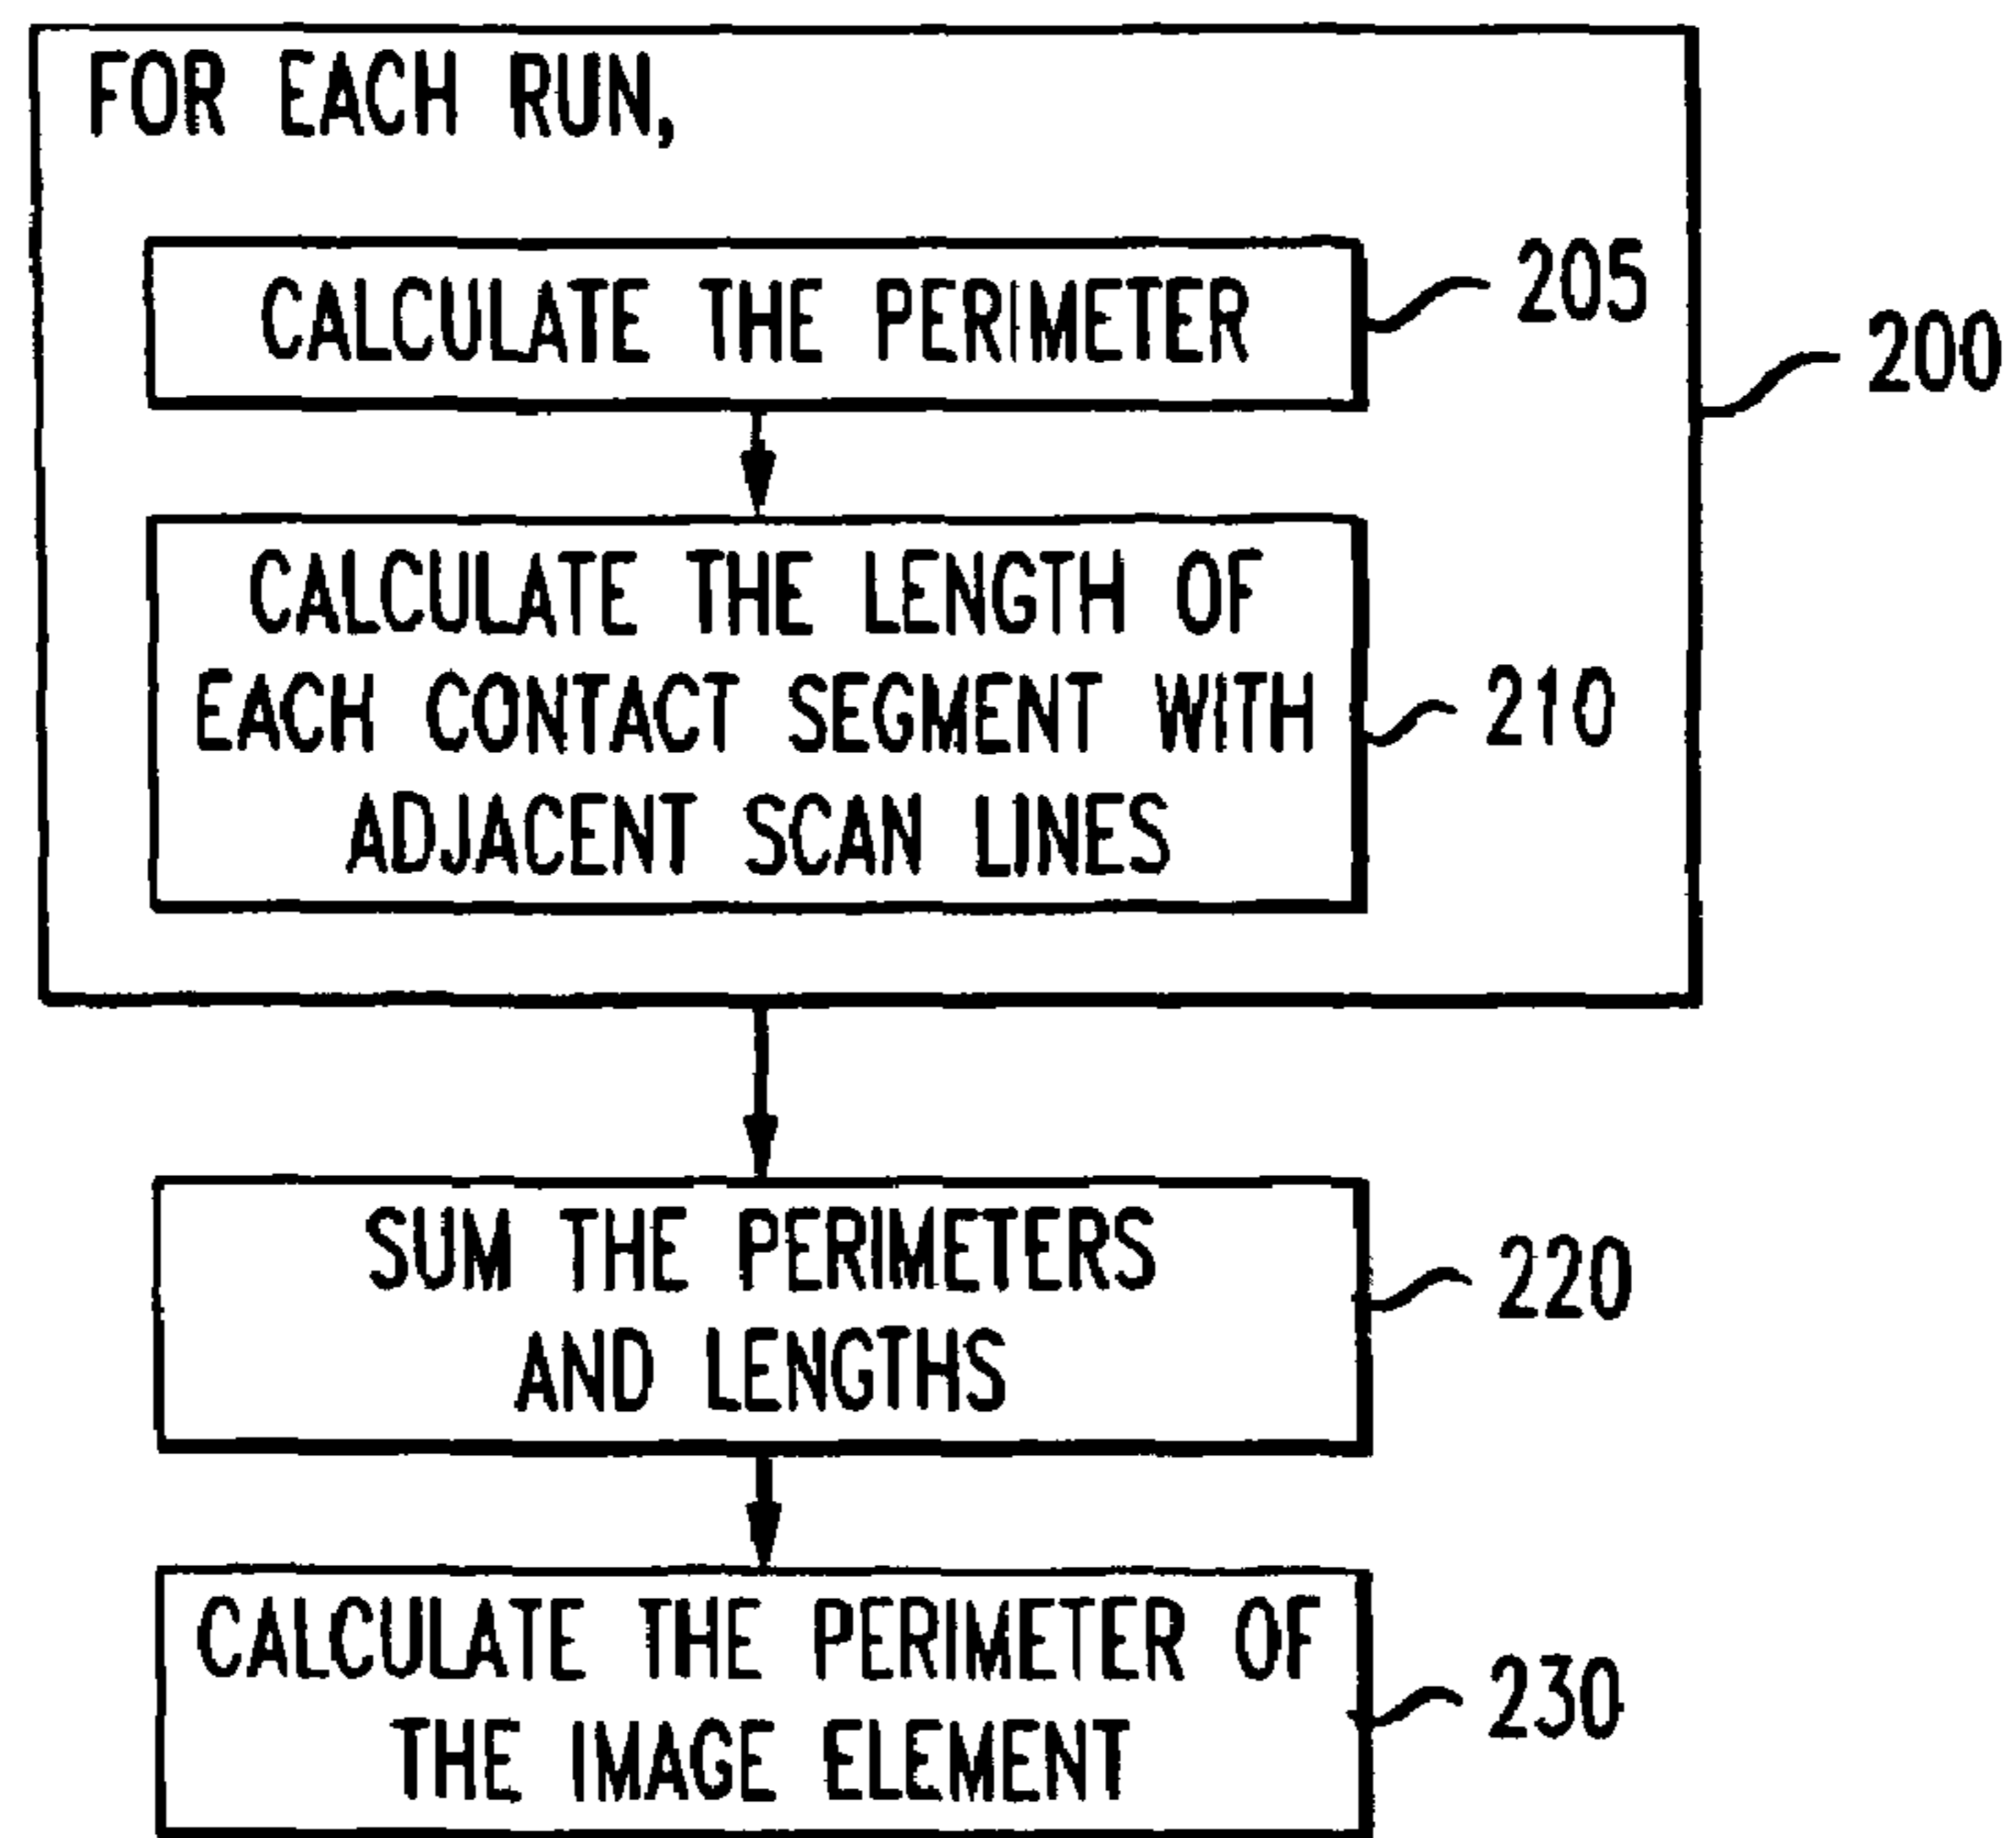 FOR EACH RUN,
CALCULATE THE PERIMETER
205
200
CALCULATE THE LENGTH OF
EACH CONTACT SEGMENT WITH
ADJACENT SCAN LINES
210
SUM THE PERIMETERS
AND LENGTHS
220
CALCULATE THE PERIMETER OF
THE IMAGE ELEMENT
230